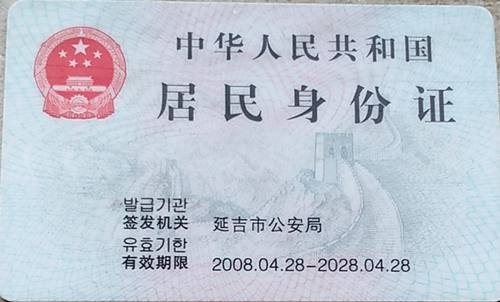 中华人民共和国
居民身份证
발급기관
签发机关 延吉市公安局
유효기한
有效期限 2008.04.28-2028.04.28